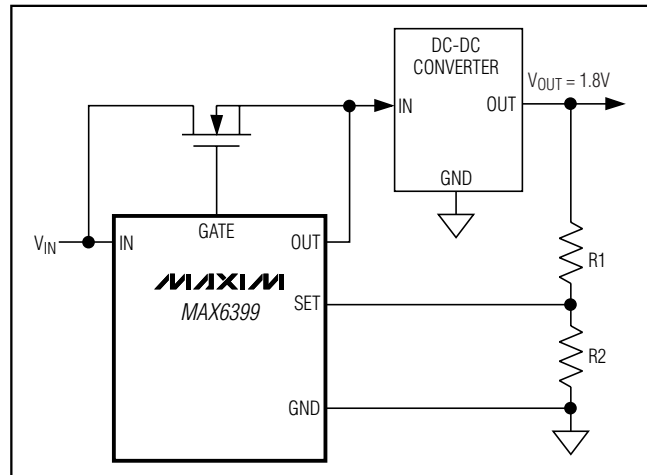 DC-DC
CONVERTER
V_OUT = 1.8V
IN
OUT
GND
V_IN
IN
GATE
OUT
R1
MAXIM
MAX6399
SET
R2
GND